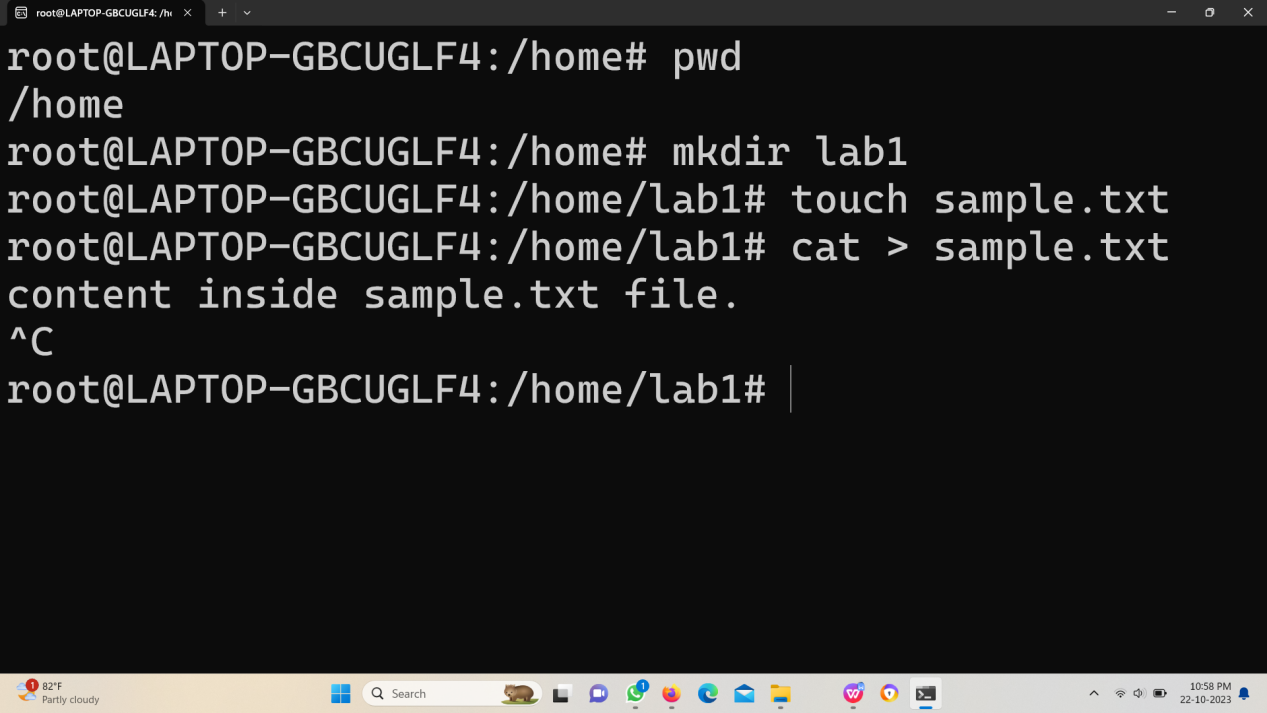 root@LAPTOP-GBCUGLF4: /h
root@LAPTOP-GBCUGLF4:/home# pwd
/home
root@LAPTOP-GBCUGLF4:/home# mkdir lab1
root@LAPTOP-GBCUGLF4:/home/lab1# touch sample.txt
root@LAPTOP-GBCUGLF4:/home/lab1# cat > sample.txt
content inside sample.txt file.
^C
root@LAPTOP-GBCUGLF4:/home/lab1#
1
82°F
Partly cloudy
Search
1
10:58 PM
22-10-2023